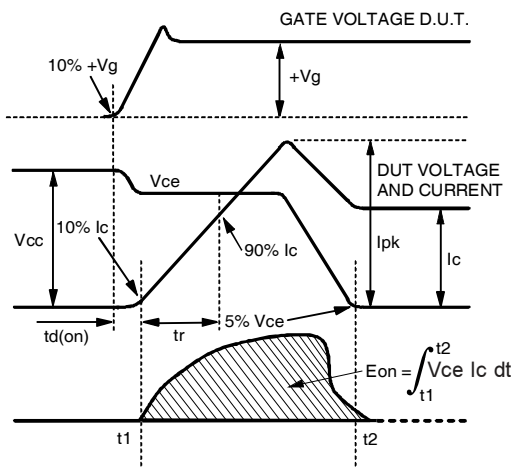 GATE VOLTAGE D.U.T.
10% +Vg
+Vg
Vce
DUT VOLTAGE
AND CURRENT
Vcc
10% Ic
90% Ic
Ipk
Ic
td(on)
tr
5% Vce
Eon = ∫ t1 t2 Vce Ic dt
t1
t2